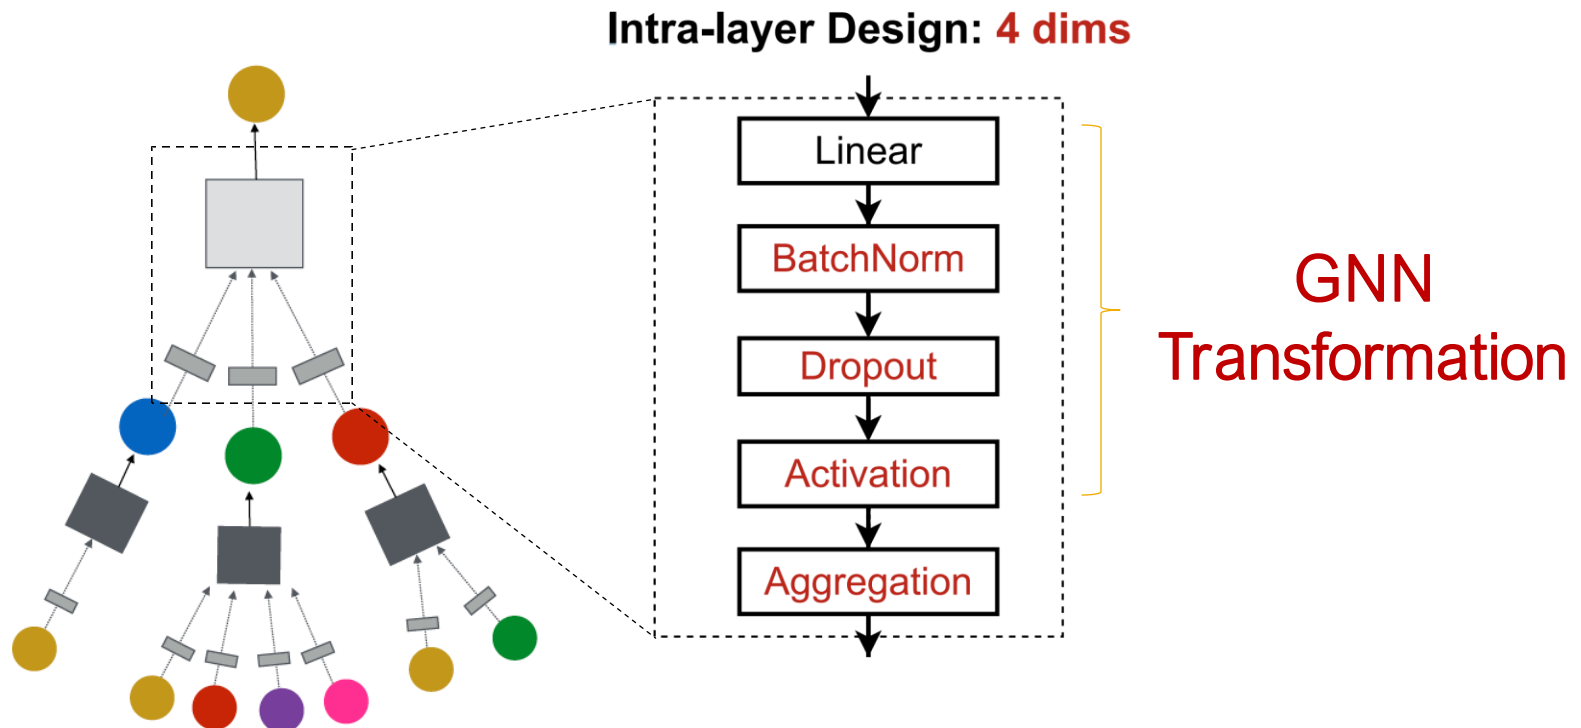 Intra-layer Design: 4 dims
Linear
BatchNorm
Dropout
Activation
Aggregation
GNN
Transformation